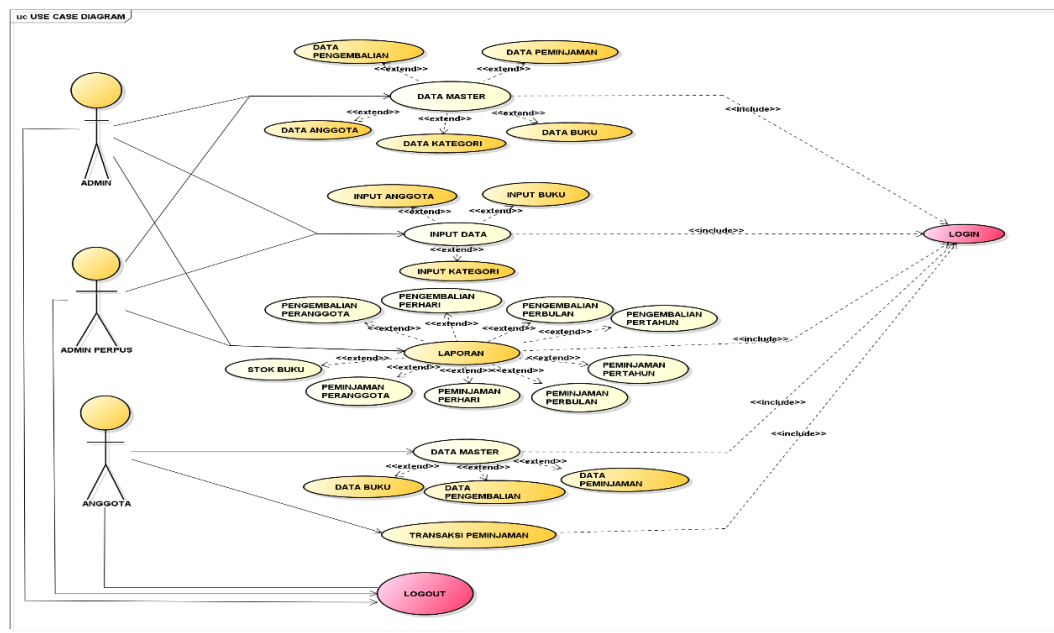 uc USE CASE DIAGRAM
DATA
PENGEMBALIAN
DATA PEMINJAMAN
<<extend>>
<<extend>>
DATA MASTER
<<include>>
<<extend>>
<<extend>>
<<extend>>
DATA ANGGOTA
DATA KATEGORI
DATA BUKU
ADMIN
INPUT ANGGOTA
INPUT BUKU
<<extend>>
<<extend>>
INPUT DATA
<<include>>
LOGIN
<<extend>>
INPUT KATEGORI
ADMIN PERPUS
PENGEMBALIAN
PERANGGOTA
PENGEMBALIAN
PERHARI
PENGEMBALIAN
PERBULAN
PENGEMBALIAN
PERTAHUN
<<extend>>
<<extend>>
<<extend>>
<<extend>>
LAPORAN
<<include>>
STOK BUKU
<<extend>>
<<extend>>
<<extend>>
<<extend>>
<<extend>>
PEMINJAMAN
PERANGGOTA
PEMINJAMAN
PERHARI
PEMINJAMAN
PERBULAN
PEMINJAMAN
PERTAHUN
<<include>>
<<include>>
ANGGOTA
DATA MASTER
<<extend>>
<<extend>>
<<extend>>
DATA BUKU
DATA
PENGEMBALIAN
DATA
PEMINJAMAN
TRANSAKSI PEMINJAMAN
LOGOUT